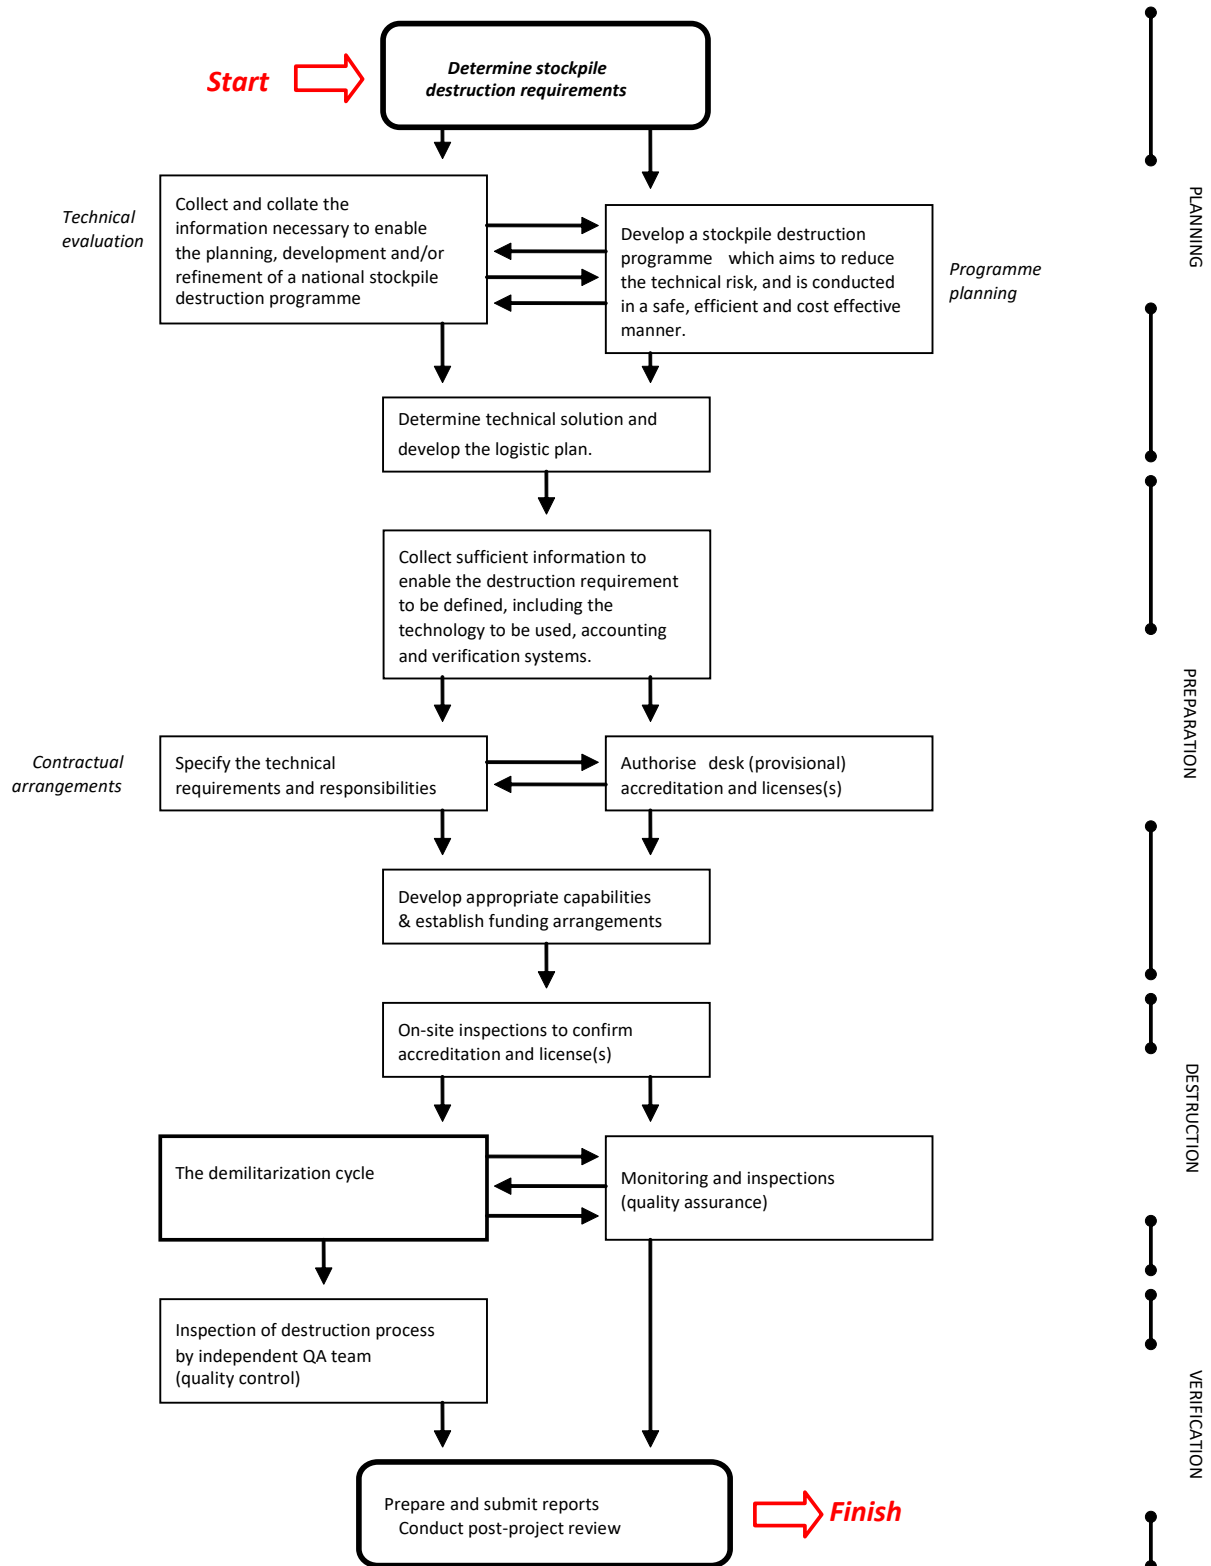 Start
Determine stockpile
destruction requirements
Technical
evaluation
Collect and collate the
information necessary to enable
the planning, development and/or
refinement of a national stockpile
destruction programme
Develop a stockpile destruction
programme which aims to reduce
the technical risk, and is conducted
in a safe, efficient and cost effective
manner.
Programme
planning
PLANNING
Determine technical solution and
develop the logistic plan.
Collect sufficient information to
enable the destruction requirement
to be defined, including the
technology to be used, accounting
and verification systems.
PREPARATION
Contractual
arrangements
Specify the technical
requirements and responsibilities
Authorise desk (provisional)
accreditation and licenses(s)
Develop appropriate capabilities
& establish funding arrangements
On-site inspections to confirm
accreditation and license(s)
DESTRUCTION
The demilitarization cycle
Monitoring and inspections
(quality assurance)
Inspection of destruction process
by independent QA team
(quality control)
VERIFICATION
Prepare and submit reports
Conduct post-project review
Finish